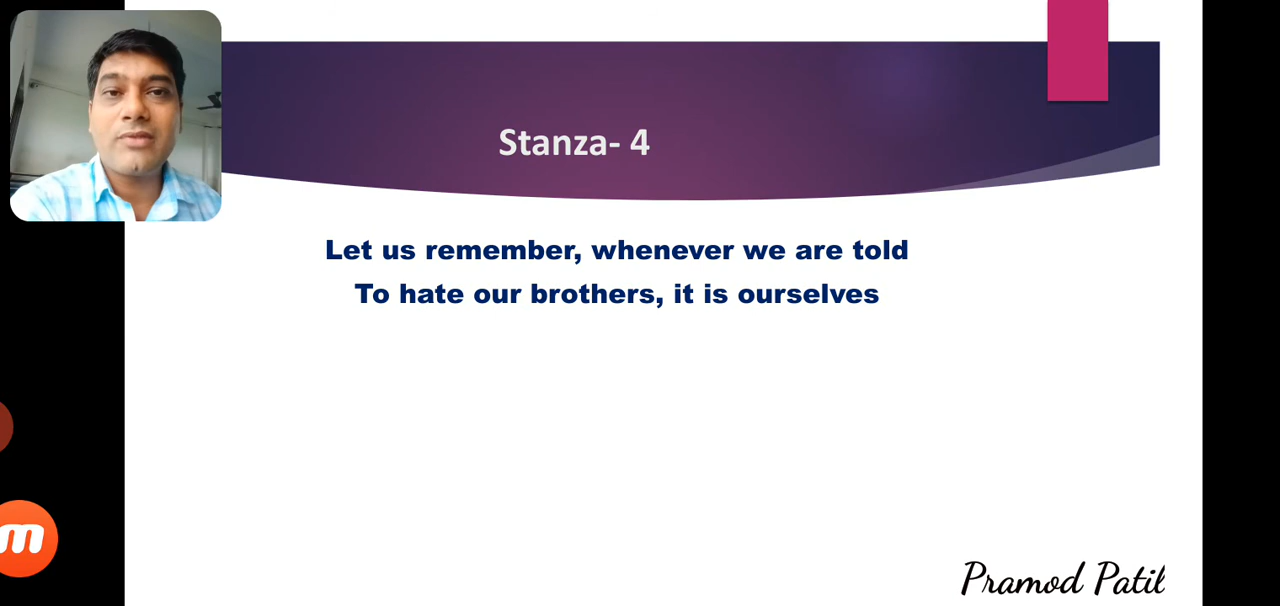 Stanza- 4
Let us remember, whenever we are told
To hate our brothers, it is ourselves
m
Pramod Patil